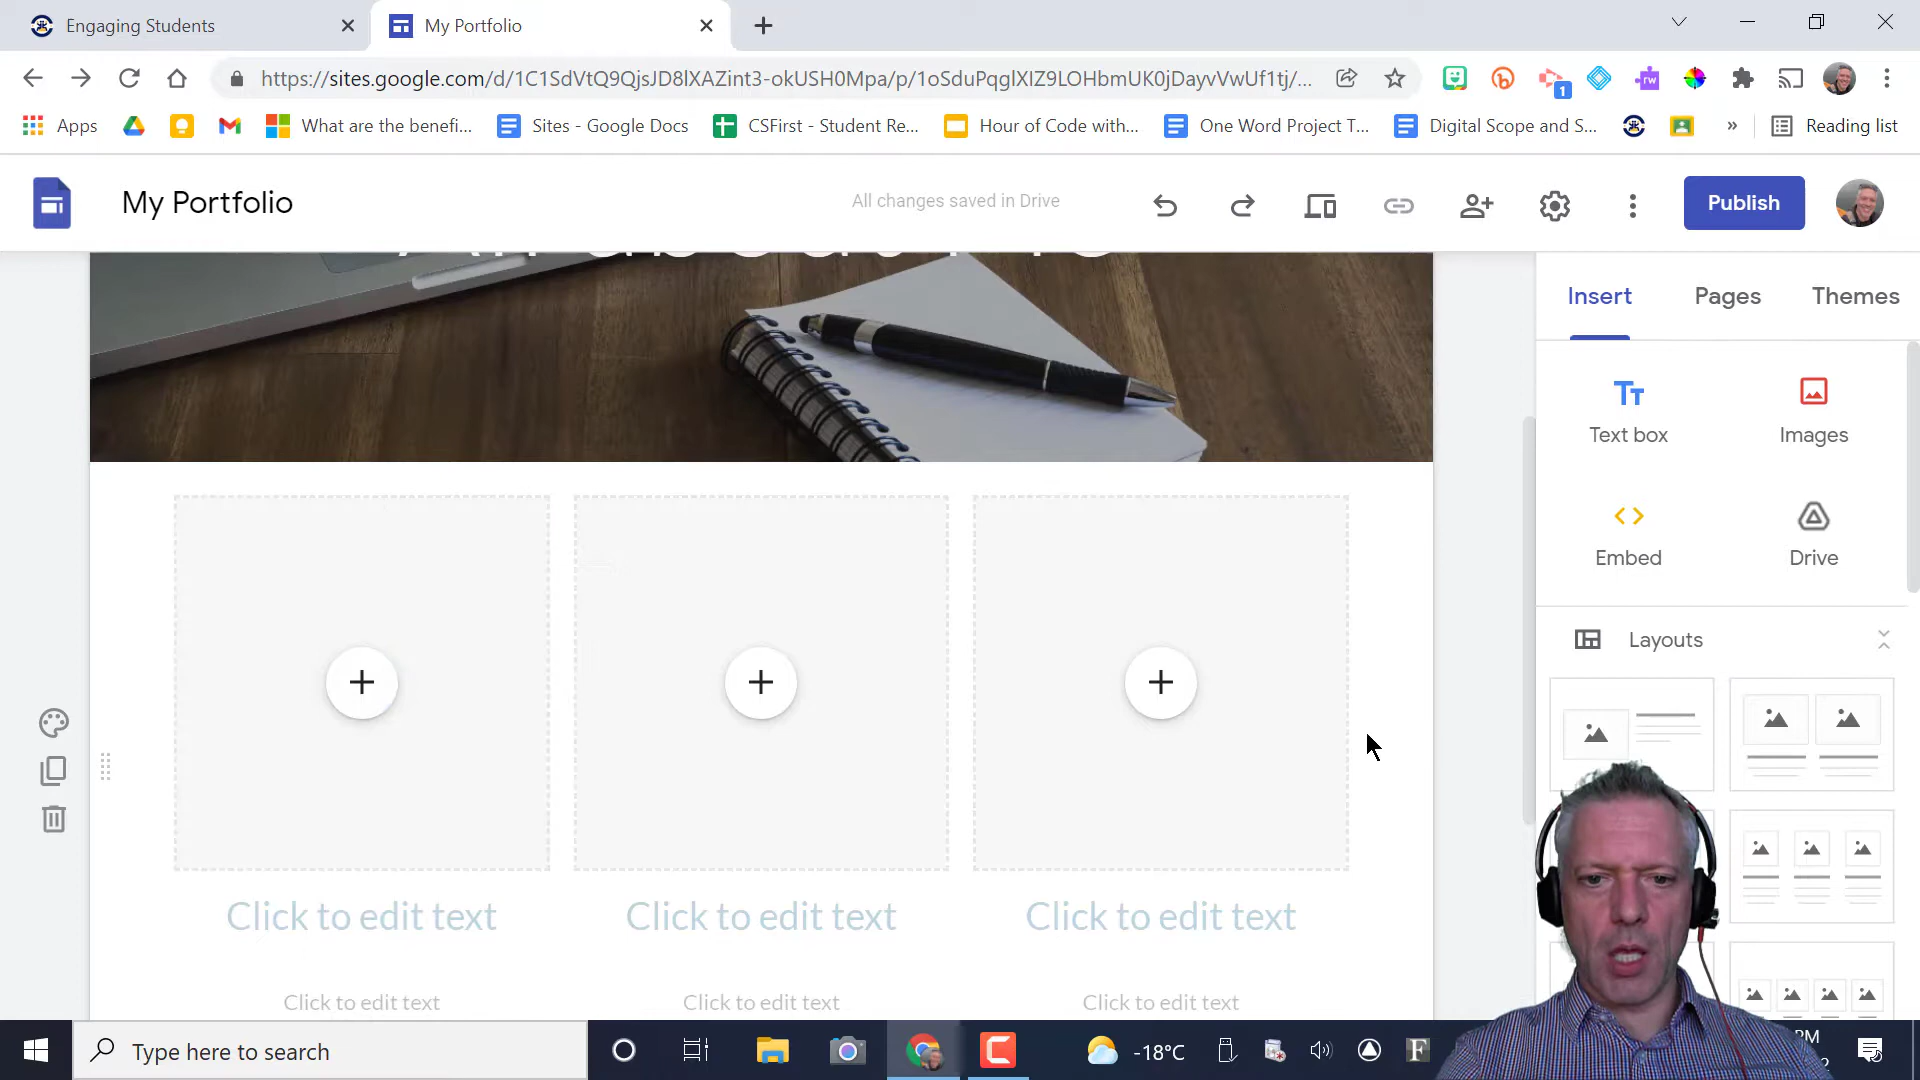 Engaging Students
My Portfolio
https://sites.google.com/d/1C1SdVtQ9QjsJD8lXAZint3-okUSH0Mpa/p/1oSduPqglXIZ9LOHbmUK0jDayvVwUf1tj/...
1
Apps
What are the benefi...
Sites - Google Docs
CSFirst - Student Re...
Hour of Code with...
One Word Project T...
Digital Scope and S...
»
Reading list
My Portfolio
All changes saved in Drive
Publish
Insert
Pages
Themes
Text box
Images
Embed
Drive
Layouts
Click to edit text
Click to edit text
Click to edit text
Click to edit text
Click to edit text
Click to edit text
Type here to search
-18°C
PM
2